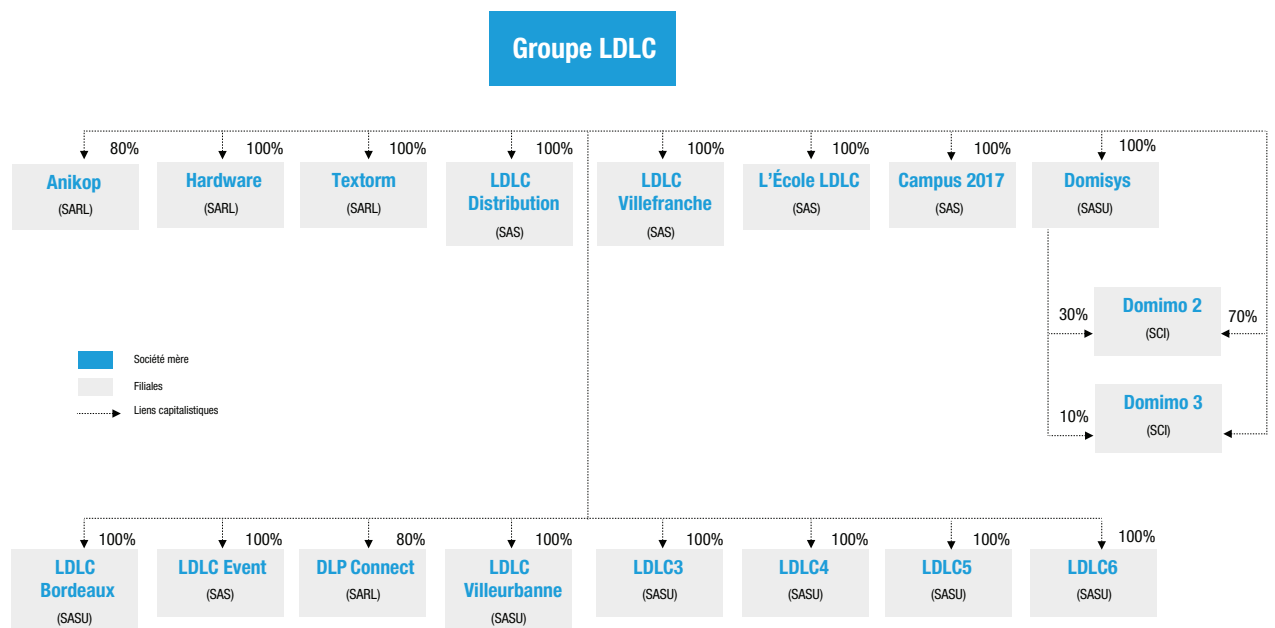 Groupe LDLC
80%
100%
100%
100%
100%
100%
100%
100%
Anikop
(SARL)
Hardware
(SARL)
Textorm
(SARL)
LDLC
Distribution
(SAS)
LDLC
Villefranche
(SAS)
L'École LDLC
(SAS)
Campus 2017
(SAS)
Domisys
(SASU)
30%
Domimo 2
(SCI)
70%
10%
Domimo 3
(SCI)
Société mère
Filiales
Liens capitalistiques
100%
100%
80%
100%
100%
100%
100%
100%
LDLC
Bordeaux
(SASU)
LDLC Event
(SAS)
DLP Connect
(SARL)
LDLC
Villeurbanne
(SASU)
LDLC3
(SASU)
LDLC4
(SASU)
LDLC5
(SASU)
LDLC6
(SASU)